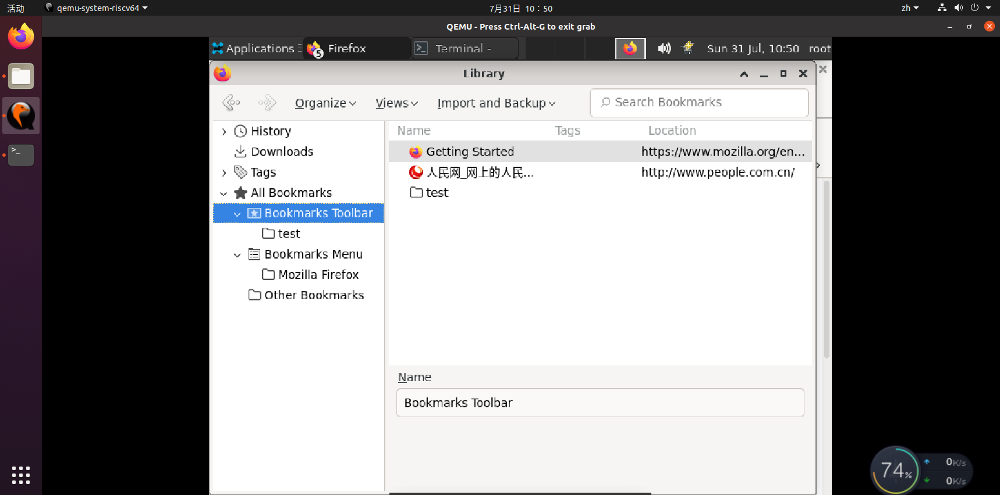 活动 qemu-system-riscv64 7月31日 10：50 zh
QEMU - Press Ctrl-Alt-G to exit grab
Applications 5 Firefox Terminal - Sun 31 Jul, 10:50 root
Library
Organize Views Import and Backup Search Bookmarks
History
Downloads
Tags
All Bookmarks
Bookmarks Toolbar
test
Bookmarks Menu
Mozilla Firefox
Other Bookmarks
Name Tags Location
Getting Started https://www.mozilla.org/en...
人民网_网上的人民... http://www.people.com.cn/
test
Name
Bookmarks Toolbar
74%
0K/s
0K/s